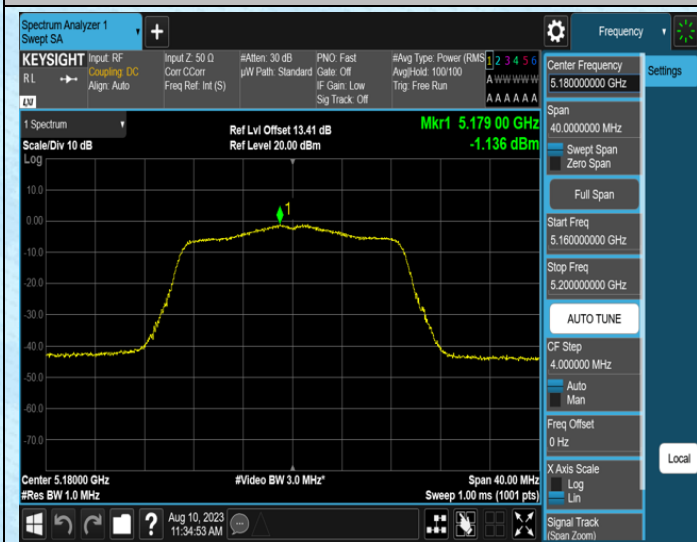 Spectrum Analyzer 1
Swept SA
+
Frequency
KEYSIGHT
RL
LXI
Input: RF
Coupling: DC
Align: Auto
Input Z: 50 Ω
Corr CCorr
Freq Ref: Int (S)
#Atten: 30 dB
µW Path: Standard
PNO: Fast
Gate: Off
IF Gain: Low
Sig Track: Off
#Avg Type: Power (RMS
Avg|Hold: 100/100
Trig: Free Run
1 2 3 4 5 6
A W W W W W
A A A A A A
1 Spectrum
Scale/Div 10 dB
Log
Ref Lvl Offset 13.41 dB
Ref Level 20.00 dBm
Mkr1 5.179 00 GHz
-1.136 dBm
1
10.0
0.00
-10.0
-20.0
-30.0
-40.0
-50.0
-60.0
-70.0
Center 5.18000 GHz
#Res BW 1.0 MHz
#Video BW 3.0 MHz*
Span 40.00 MHz
Sweep 1.00 ms (1001 pts)
?
Aug 10, 2023
11:34:53 AM
Center Frequency
5.180000000 GHz
Span
40.0000000 MHz
Swept Span
Zero Span
Full Span
Start Freq
5.160000000 GHz
Stop Freq
5.200000000 GHz
AUTO TUNE
CF Step
4.000000 MHz
Auto
Man
Freq Offset
0 Hz
X Axis Scale
Log
Lin
Signal Track
(Span Zoom)
Settings
Local